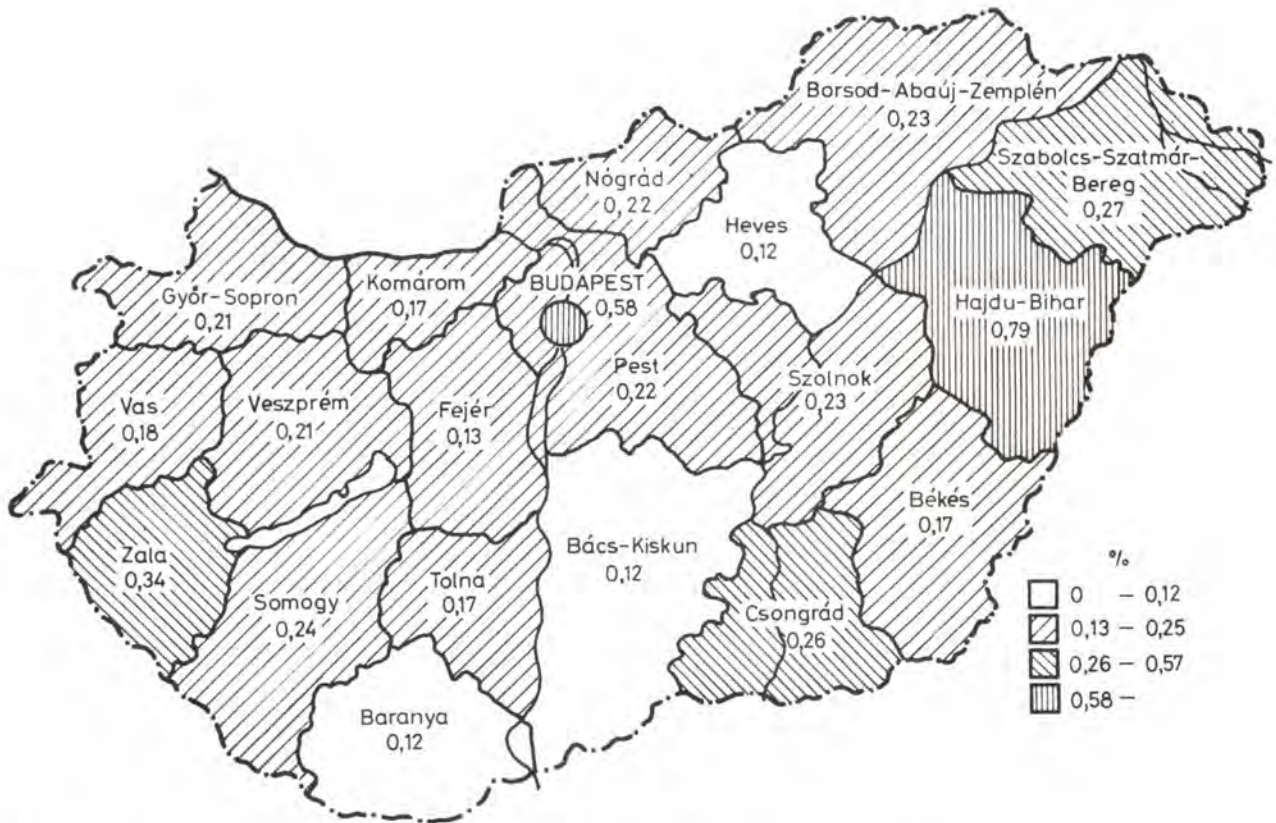 Borsod-Abaúj-Zemplén
0,23
Szabolcs-Szatmár-
Bereg
0,27
Nógrád
0,22
Heves
0,12
Győr-Sopron
0,21
Komárom
0,17
BUDAPEST
0,58
Hajdu-Bihar
0,79
Vas
0,18
Veszprém
0,21
Fejér
0,13
Pest
0,22
Szolnok
0,23
Zala
0,34
Somogy
0,24
Tolna
0,17
Bács-Kiskun
0,12
Békés
0,17
Csongrád
0,26
Baranya
0,12
%
0 – 0,12
0,13 – 0,25
0,26 – 0,57
0,58 –